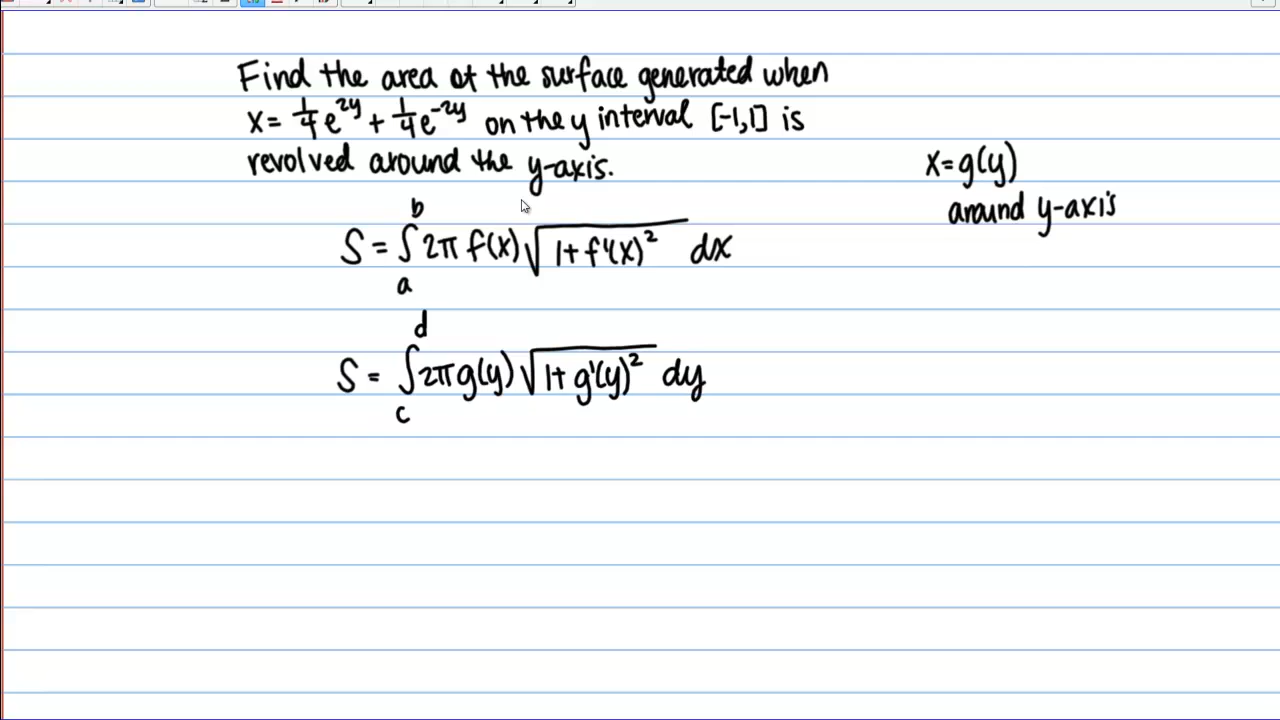 Find the area of the surface generated when
x = 1/4 e^{2y} + 1/4 e^{-2y} on the y interval [-1,1] is
revolved around the y-axis.
x = g(y)
around y-axis
S = ∫_a^b 2π f(x) √(1+f'(x)^2) dx
S = ∫_c^d 2π g(y) √(1+g'(y)^2) dy